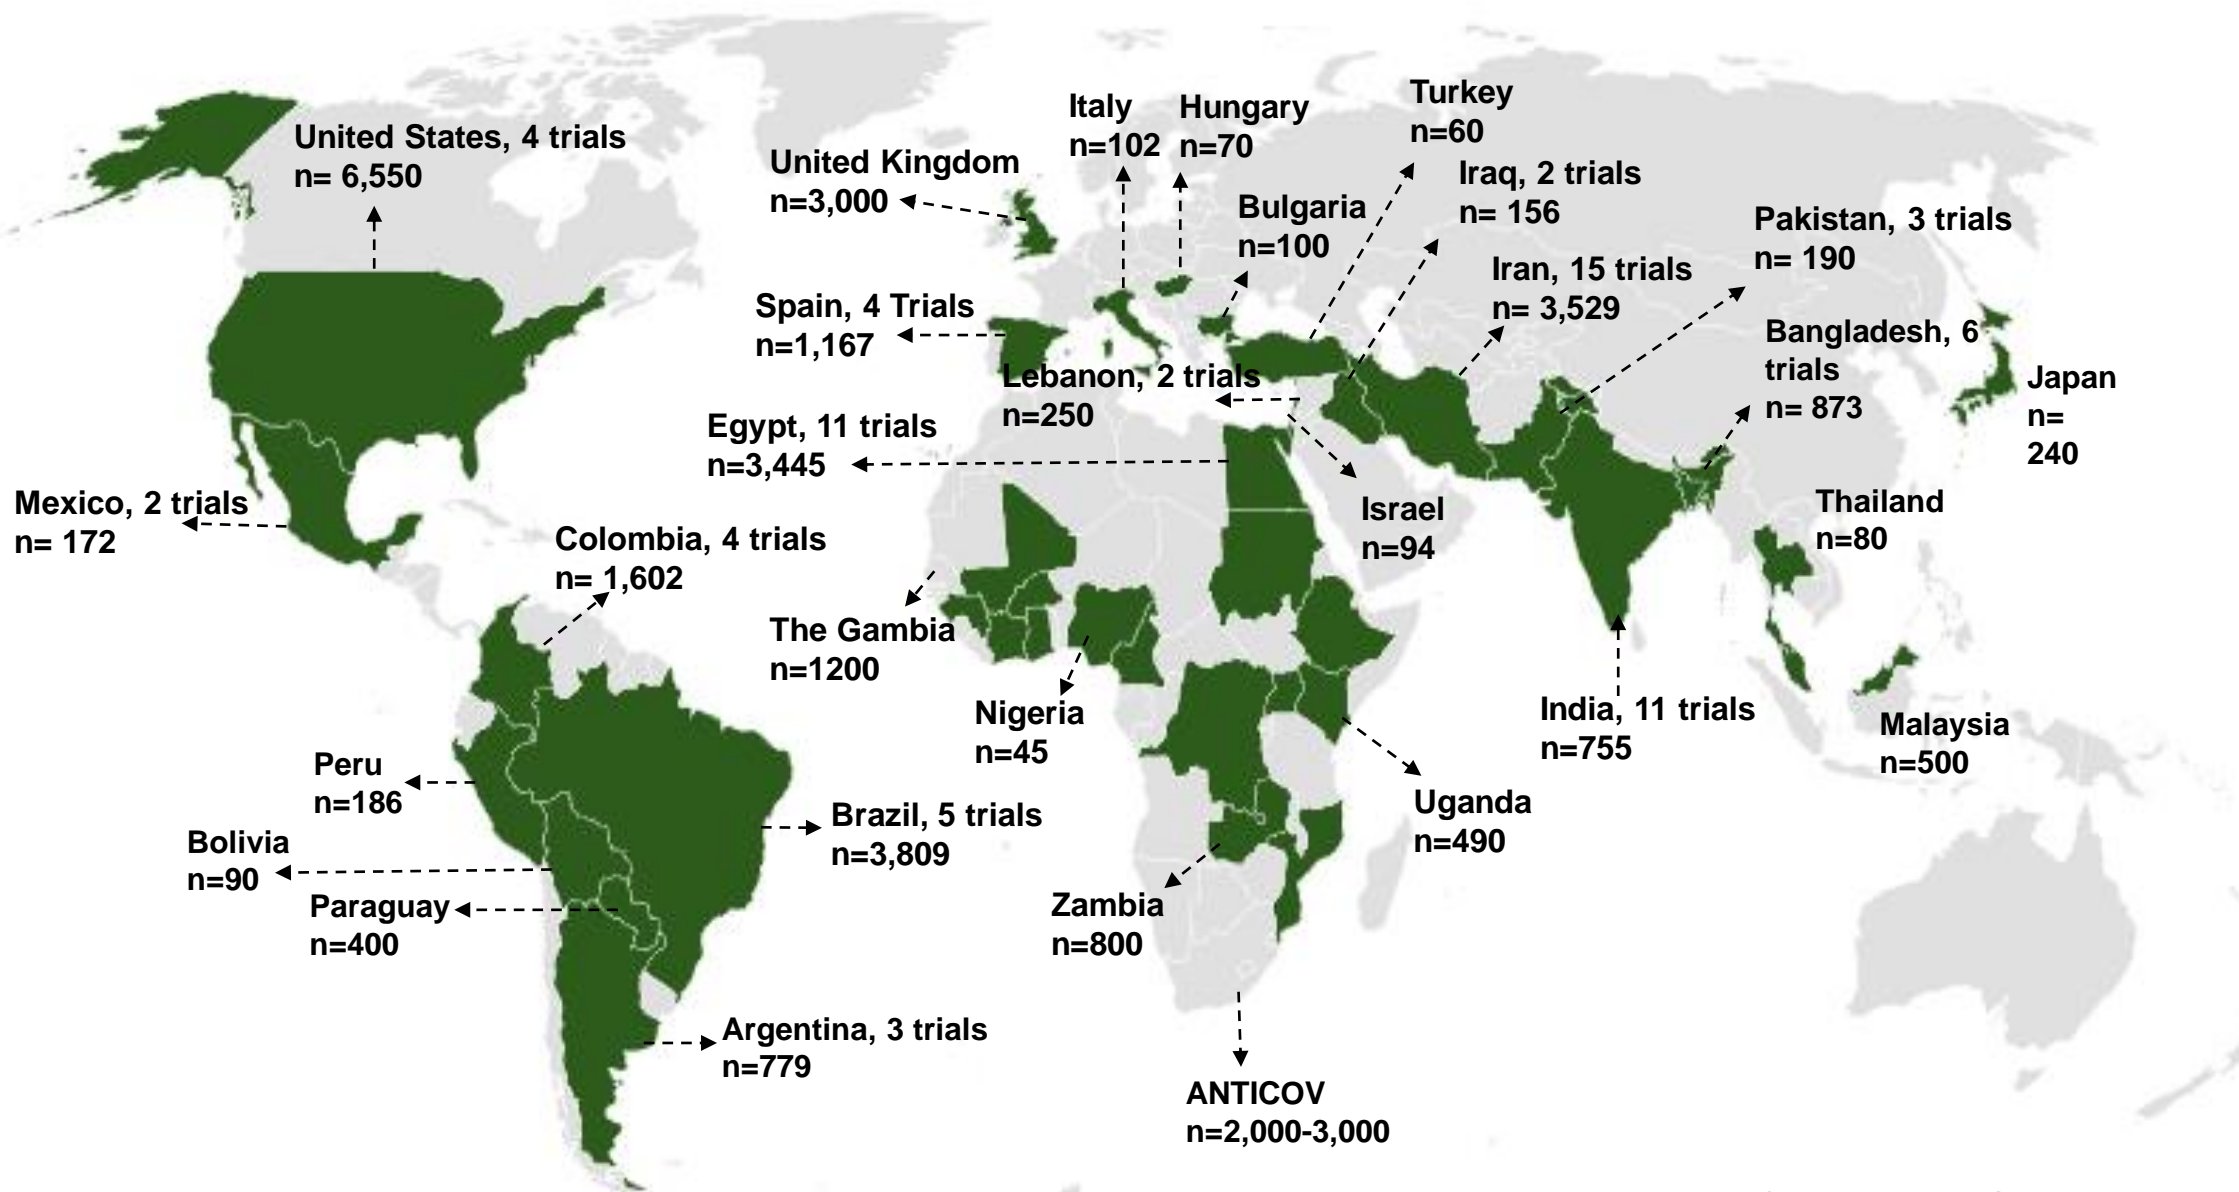 United States, 4 trials
n= 6,550
Italy
n=102
Hungary
n=70
Turkey
n=60
United Kingdom
n=3,000
Iraq, 2 trials
n= 156
Bulgaria
n=100
Pakistan, 3 trials
n= 190
Iran, 15 trials
n= 3,529
Spain, 4 Trials
n=1,167
Bangladesh, 6
trials
n= 873
Lebanon, 2 trials
n=250
Japan
n=
240
Egypt, 11 trials
n=3,445
Mexico, 2 trials
n= 172
Israel
n=94
Thailand
n=80
Colombia, 4 trials
n= 1,602
The Gambia
n=1200
Nigeria
n=45
India, 11 trials
n=755
Malaysia
n=500
Peru
n=186
Uganda
n=490
Brazil, 5 trials
n=3,809
Bolivia
n=90
Paraguay
n=400
Zambia
n=800
Argentina, 3 trials
n=779
ANTICOV
n=2,000-3,000